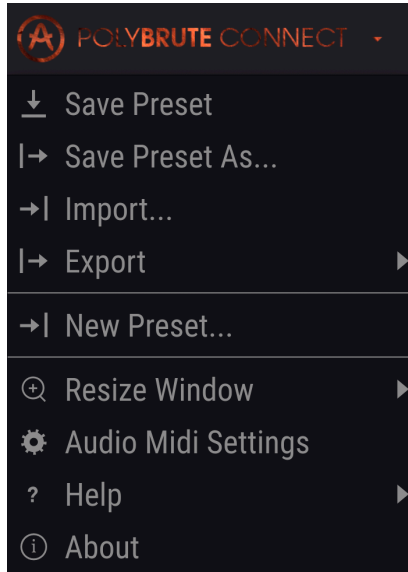 POLYBRUTE CONNECT
Save Preset
Save Preset As...
Import...
Export
New Preset...
Resize Window
Audio Midi Settings
? Help
i About